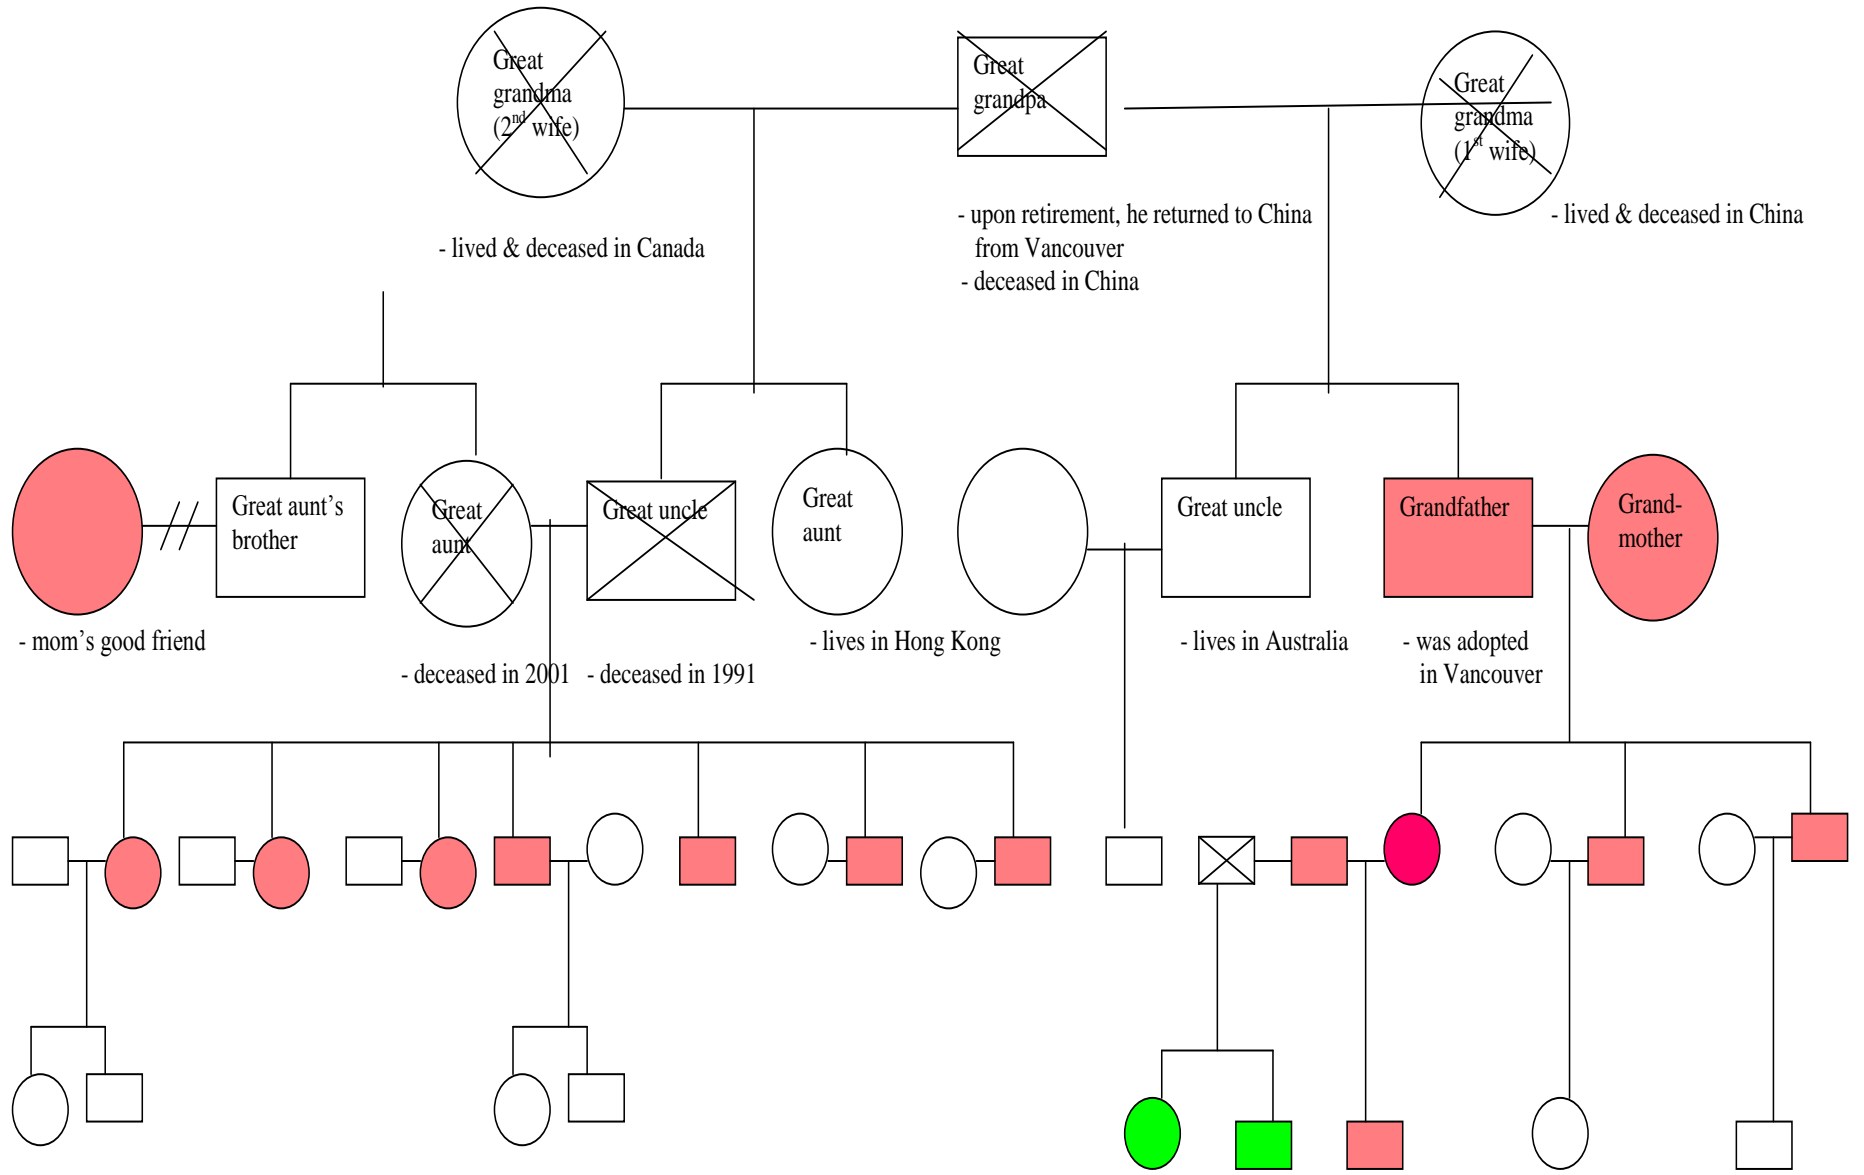 Great
grandma
(2nd wife)
Great
grandpa
Great
grandma
(1st wife)
- lived & deceased in Canada
- upon retirement, he returned to China
from Vancouver
- deceased in China
- lived & deceased in China
Great aunt’s
brother
Great
aunt
Great uncle
Great
aunt
Great uncle
Grandfather
Grand-
mother
- mom’s good friend
- deceased in 2001
- deceased in 1991
- lives in Hong Kong
- lives in Australia
- was adopted
in Vancouver